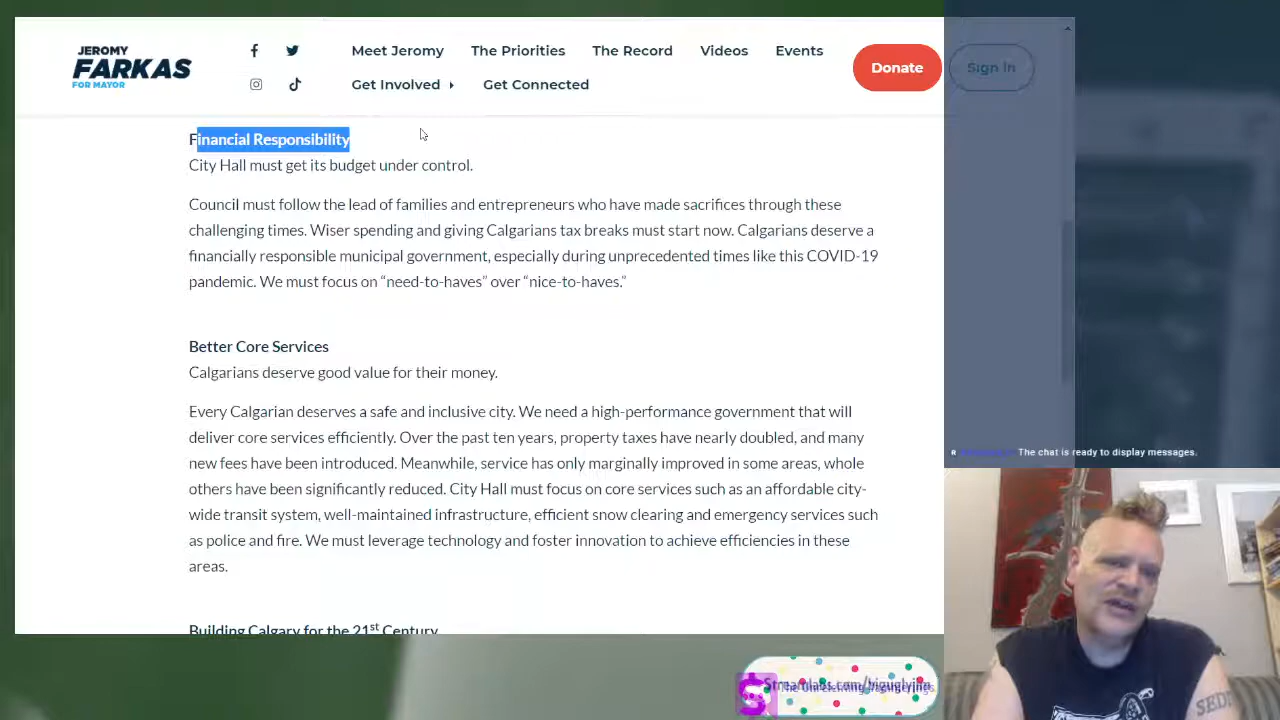 JEROMY
FARKAS
FOR MAYOR
Meet Jeromy
The Priorities
The Record
Videos
Events
Get Involved
Get Connected
Donate
Sign In
Financial Responsibility
City Hall must get its budget under control.
Council must follow the lead of families and entrepreneurs who have made sacrifices through these
challenging times. Wiser spending and giving Calgarians tax breaks must start now. Calgarians deserve a
financially responsible municipal government, especially during unprecedented times like this COVID-19
pandemic. We must focus on “need-to-haves” over “nice-to-haves.”
Better Core Services
Calgarians deserve good value for their money.
Every Calgarian deserves a safe and inclusive city. We need a high-performance government that will
deliver core services efficiently. Over the past ten years, property taxes have nearly doubled, and many
new fees have been introduced. Meanwhile, service has only marginally improved in some areas, whole
others have been significantly reduced. City Hall must focus on core services such as an affordable city-
wide transit system, well-maintained infrastructure, efficient snow clearing and emergency services such
as police and fire. We must leverage technology and foster innovation to achieve efficiencies in these
areas.
Building Calgary for the 21st Century
The chat is ready to display messages.
Streamlabs.com/biguglyjim
SEDI